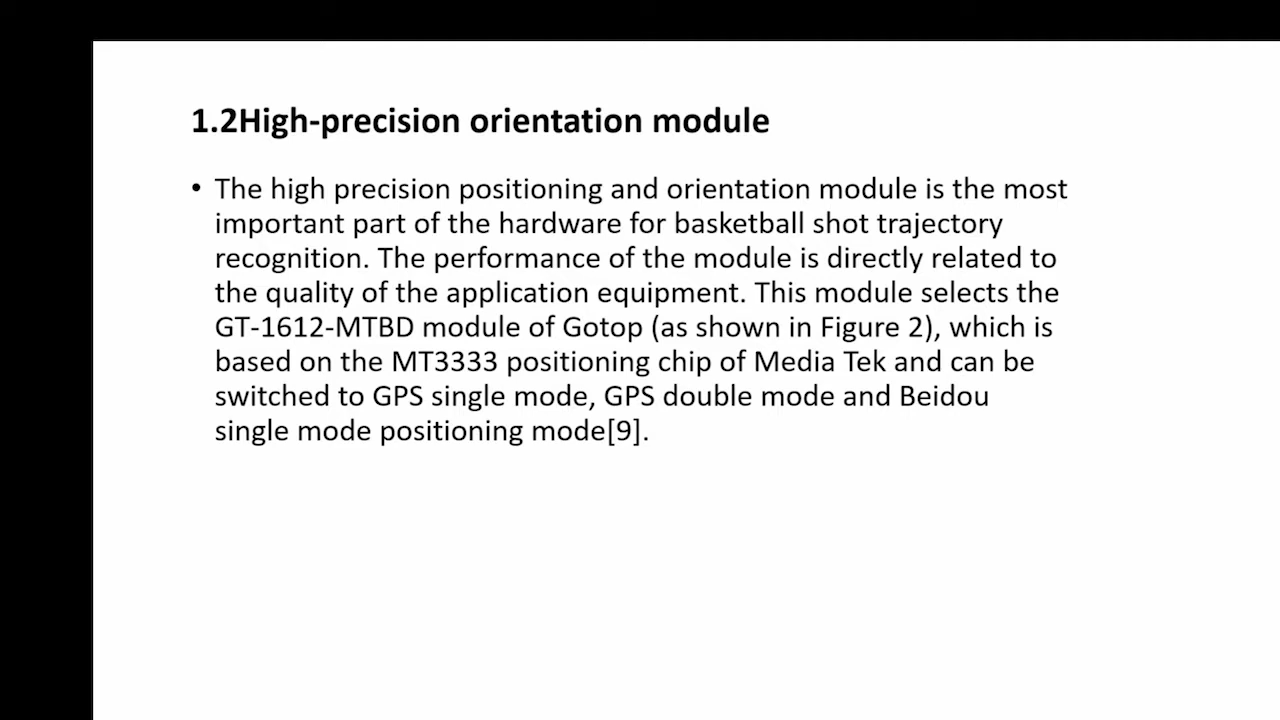 1.2High-precision orientation module
• The high precision positioning and orientation module is the most
important part of the hardware for basketball shot trajectory
recognition. The performance of the module is directly related to
the quality of the application equipment. This module selects the
GT-1612-MTBD module of Gotop (as shown in Figure 2), which is
based on the MT3333 positioning chip of Media Tek and can be
switched to GPS single mode, GPS double mode and Beidou
single mode positioning mode[9].